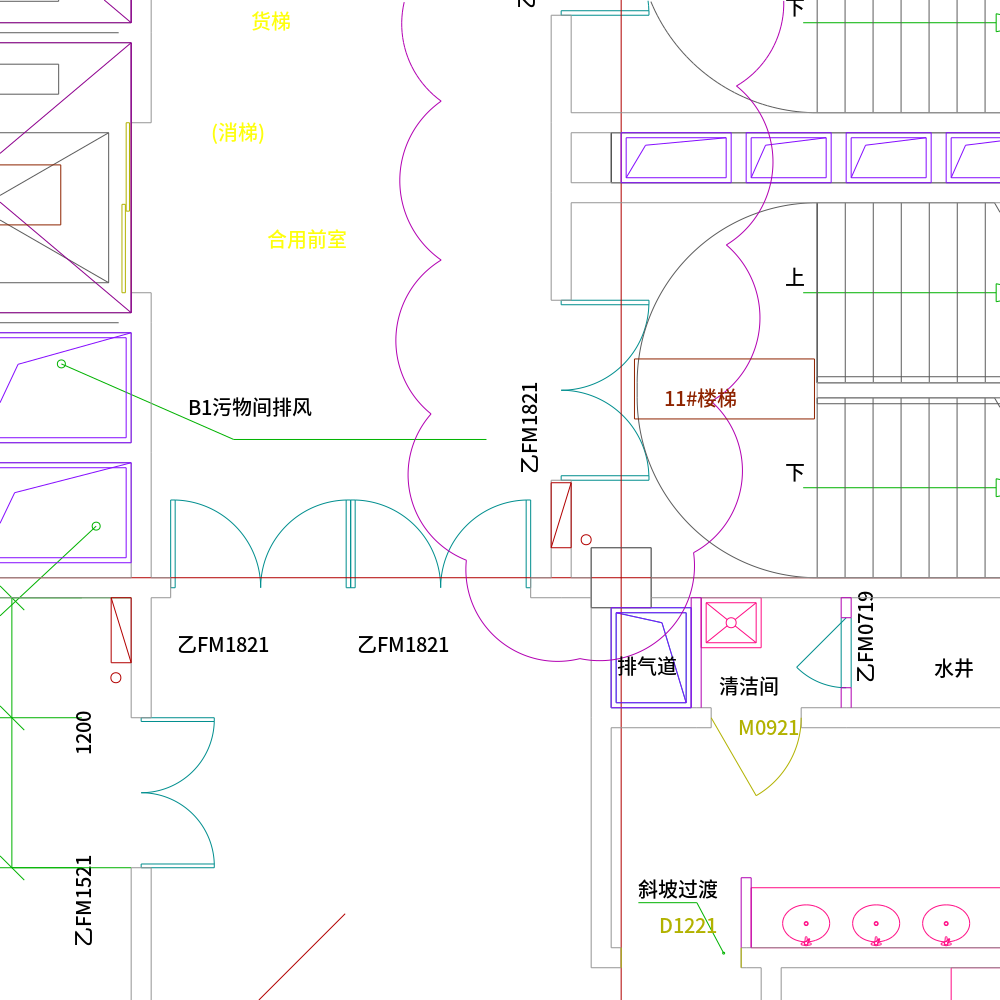 货梯
乙
下
(消梯)
合用前室
上
11#楼梯
B1污物间排风
乙FM1821
下
乙FM1821
乙FM1821
乙FM0719
排气道
清洁间
水井
1200
M0921
乙FM1521
斜坡过渡
D1221